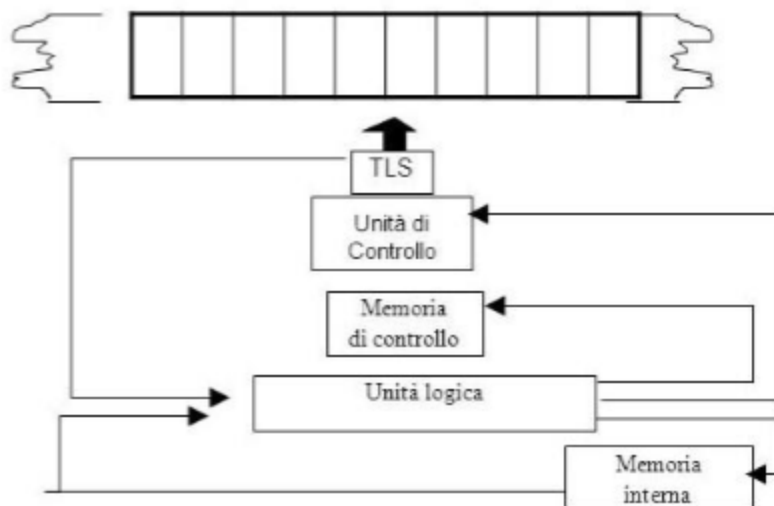 TLS
Unità di
Controllo
Memoria
di controllo
Unità logica
Memoria
interna